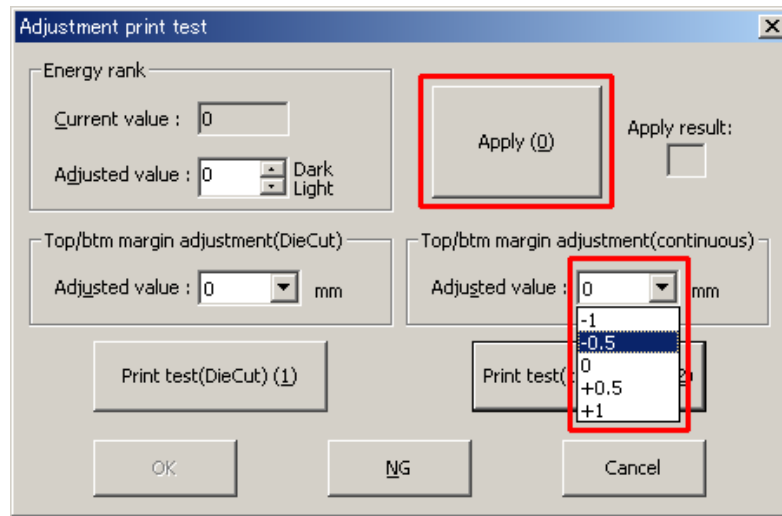 Adjustment print test
Energy rank
Current value : 0
Adjusted value : 0 Dark
Light
Apply (0)
Apply result:
Top/btm margin adjustment(DieCut)
Adjusted value : 0 mm
Top/btm margin adjustment(continuous)
Adjusted value : 0 mm
-1
-0.5
0
+0.5
+1
Print test(DieCut) (1)
Print test(
OK
NG
Cancel